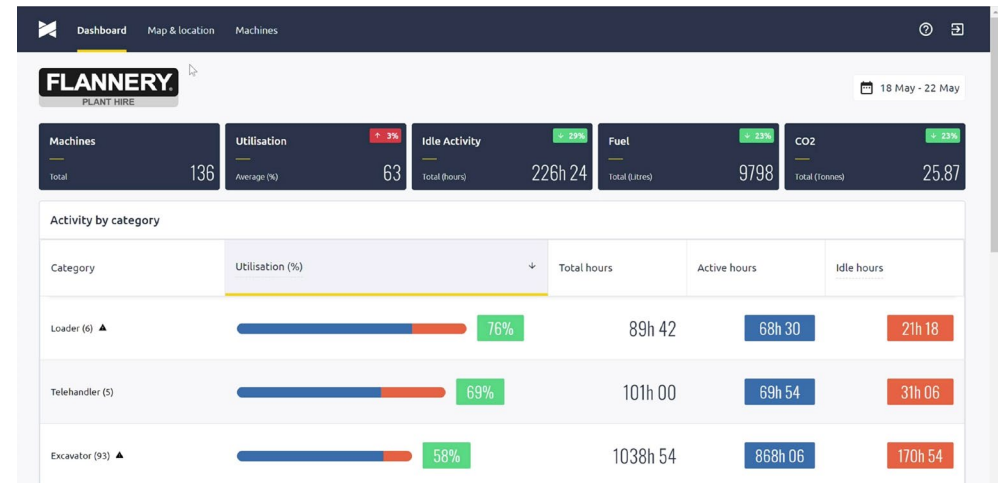 Dashboard Map & location Machines
FLANNERY.
PLANT HIRE
18 May - 22 May
Machines
Total 136
Utilisation ↑ 3%
Average (%) 63
Idle Activity ↓ 29%
Total (hours) 226h 24
Fuel ↓ 23%
Total (Litres) 9798
CO2 ↓ 23%
Total (Tonnes) 25.87
Activity by category
Category Utilisation (%) ↓ Total hours Active hours Idle hours
Loader (6) 76% 89h 42 68h 30 21h 18
Telehandler (5) 69% 101h 00 69h 54 31h 06
Excavator (93) 58% 1038h 54 868h 06 170h 54